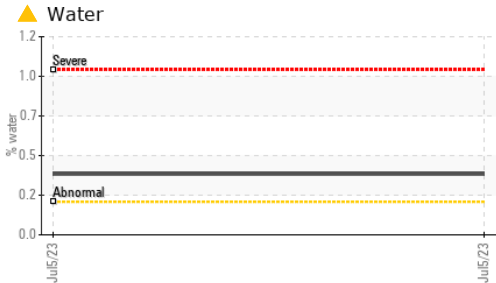 Water
1.2
Severe
1.0
0.7
% water
0.5
Abnormal
0.2
0.0
Jul5/23
Jul5/23